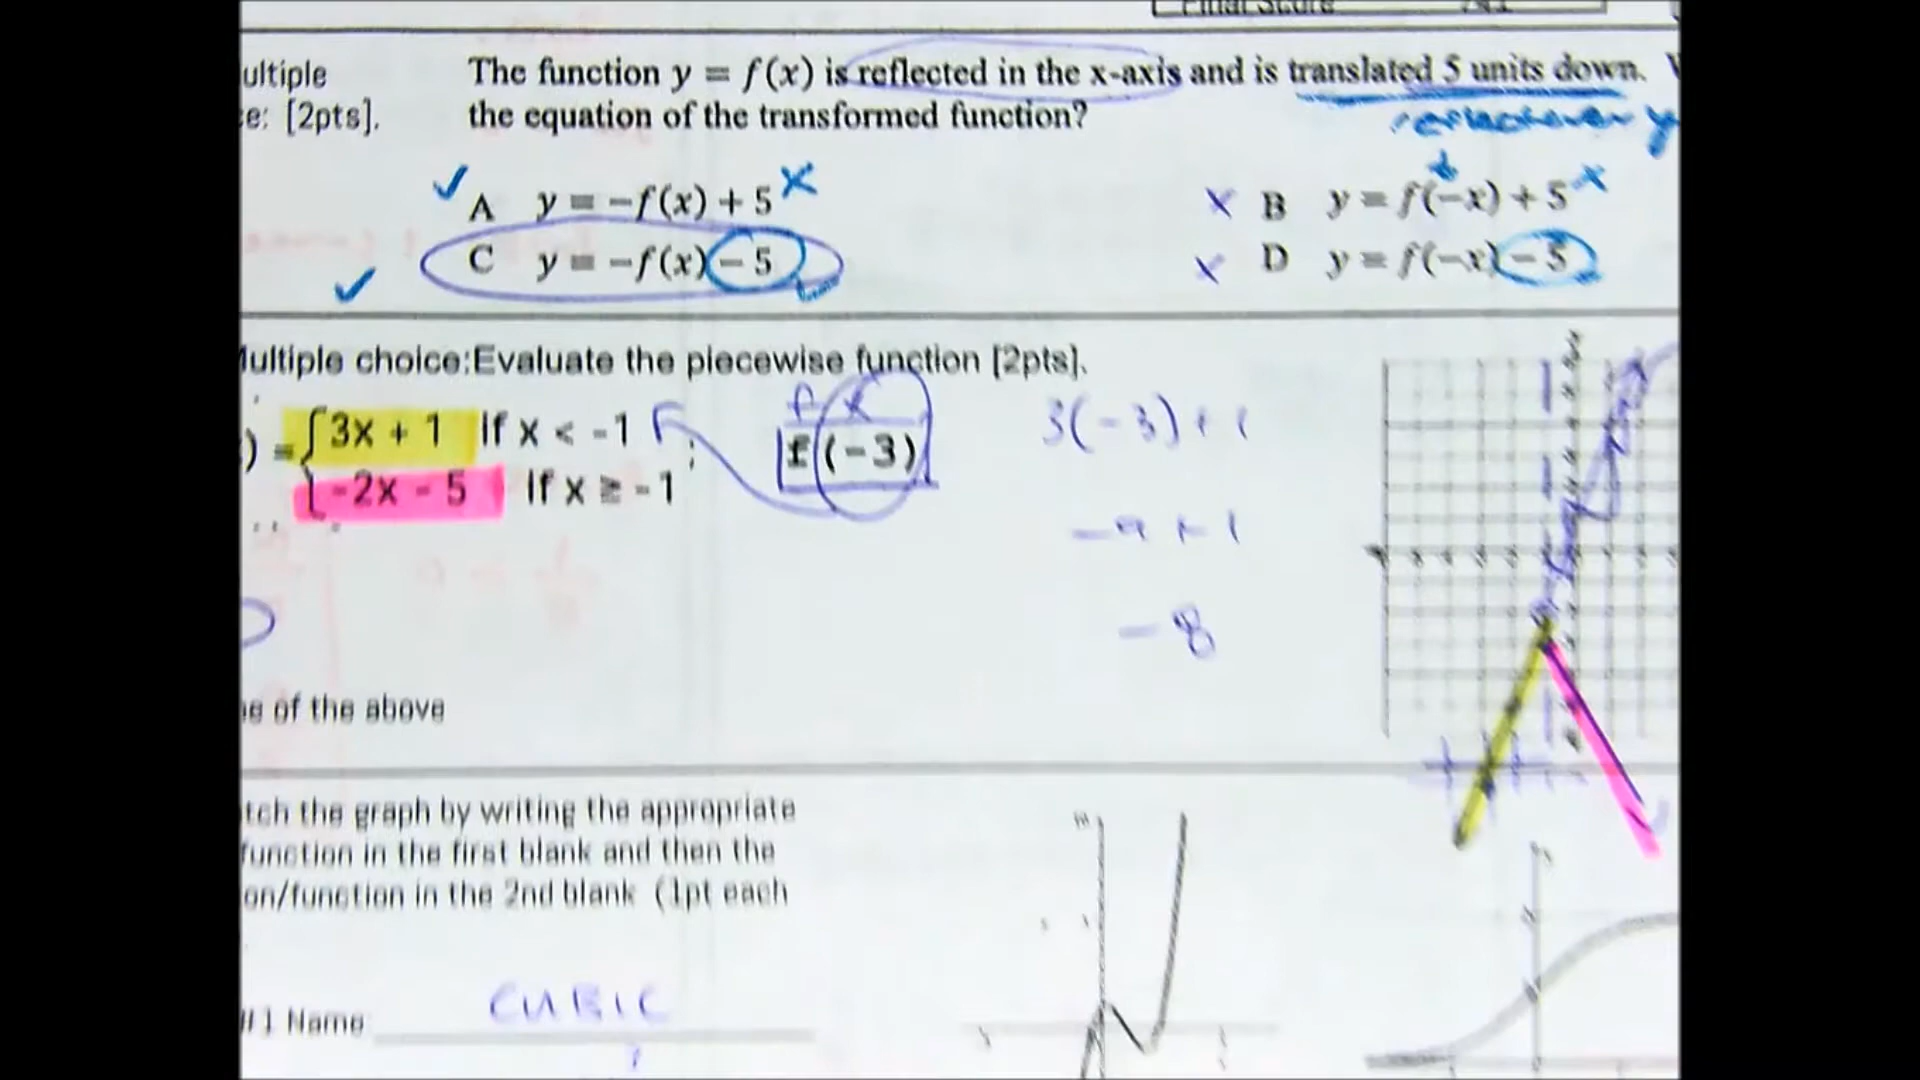 Final Score
ultiple
e: [2pts].
The function y = f(x) is reflected in the x-axis and is translated 5 units down.
the equation of the transformed function?
✓ A y = -f(x) + 5 x
x B y = f(-x) + 5 x
✓ C y = -f(x) - 5
x D y = f(-x) - 5
ultiple choice:Evaluate the piecewise function [2pts].
) = { 3x + 1 if x < -1
-2x - 5 if x ≥ -1 ;
f x
f(-3)
3(-3) + 1
-9 + 1
-8
e of the above
tch the graph by writing the appropriate
function in the first blank and then the
on/function in the 2nd blank (1pt each
#1 Name CUBIC